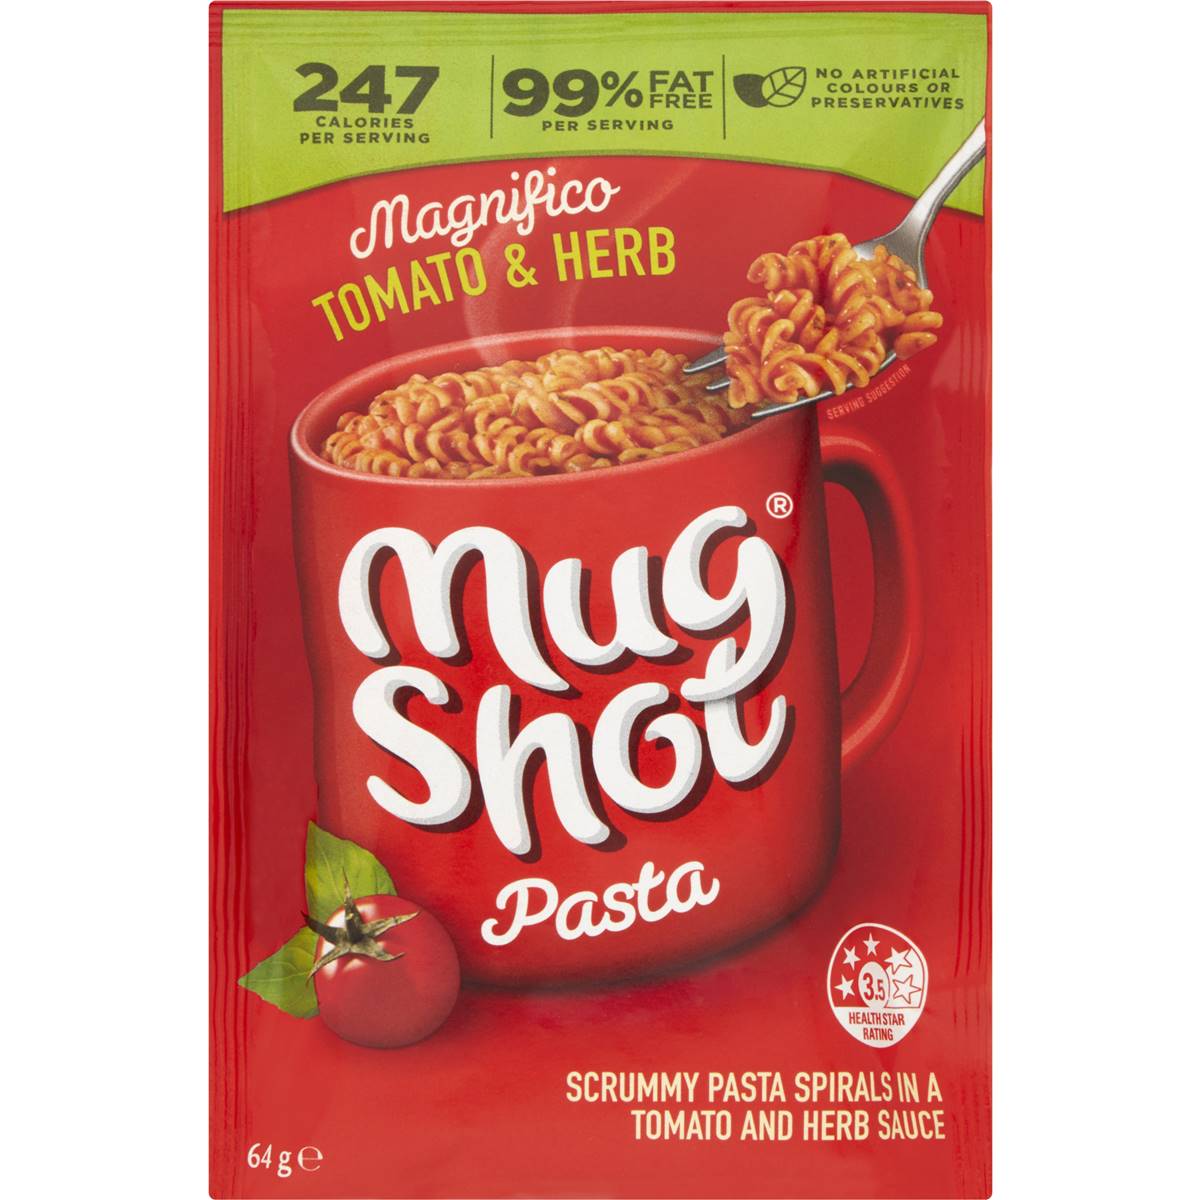 247
CALORIES
PER SERVING
99% FAT FREE
PER SERVING
NO ARTIFICIAL
COLOURS OR
PRESERVATIVES
Magnifico
TOMATO & HERB
SERVING SUGGESTION
mug®
Shot
Pasta
3.5
HEALTH STAR
RATING
SCRUMMY PASTA SPIRALS IN A
TOMATO AND HERB SAUCE
64 g ℮